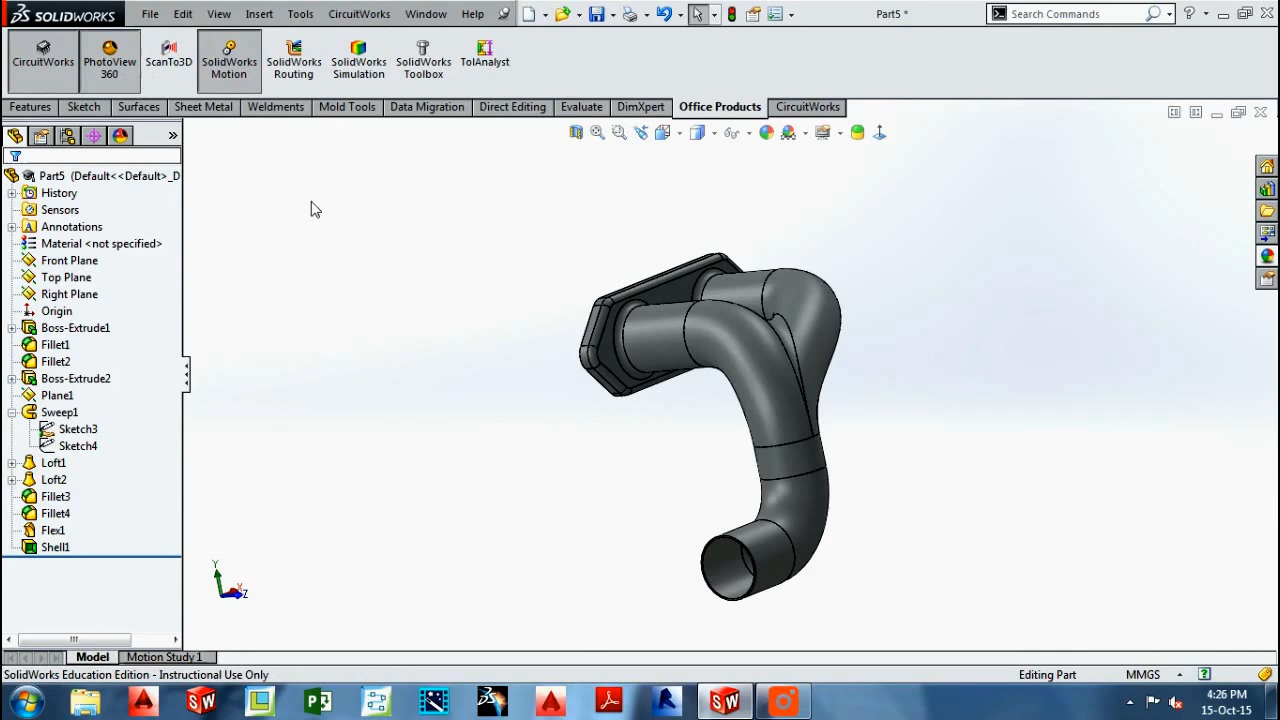 SOLIDWORKS File Edit View Insert Tools CircuitWorks Window Help Part5 * Search Commands
CircuitWorks
PhotoView 360
ScanTo3D
SolidWorks Motion
SolidWorks Routing
SolidWorks Simulation
SolidWorks Toolbox
TolAnalyst
Features Sketch Surfaces Sheet Metal Weldments Mold Tools Data Migration Direct Editing Evaluate DimXpert Office Products CircuitWorks
Part5 (Default<<Default>_D
History
Sensors
Annotations
Material <not specified>
Front Plane
Top Plane
Right Plane
Origin
Boss-Extrude1
Fillet1
Fillet2
Boss-Extrude2
Plane1
Sweep1
Sketch3
Sketch4
Loft1
Loft2
Fillet3
Fillet4
Flex1
Shell1
Y
X
Z
Model Motion Study 1
SolidWorks Education Edition - Instructional Use Only Editing Part MMGS
4:26 PM
15-Oct-15